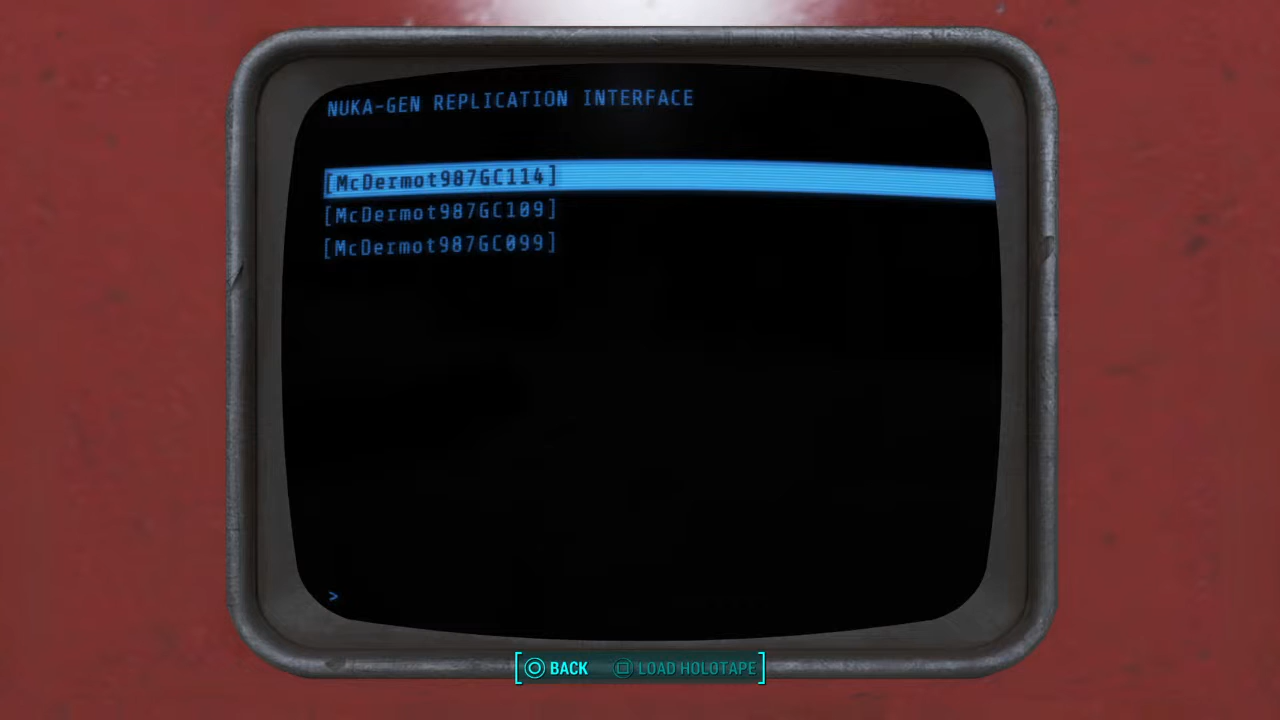 NUKA-GEN REPLICATION INTERFACE
[McDermot987GC114]
[McDermot987GC109]
[McDermot987GC099]
>
BACK LOAD HOLOTAPE